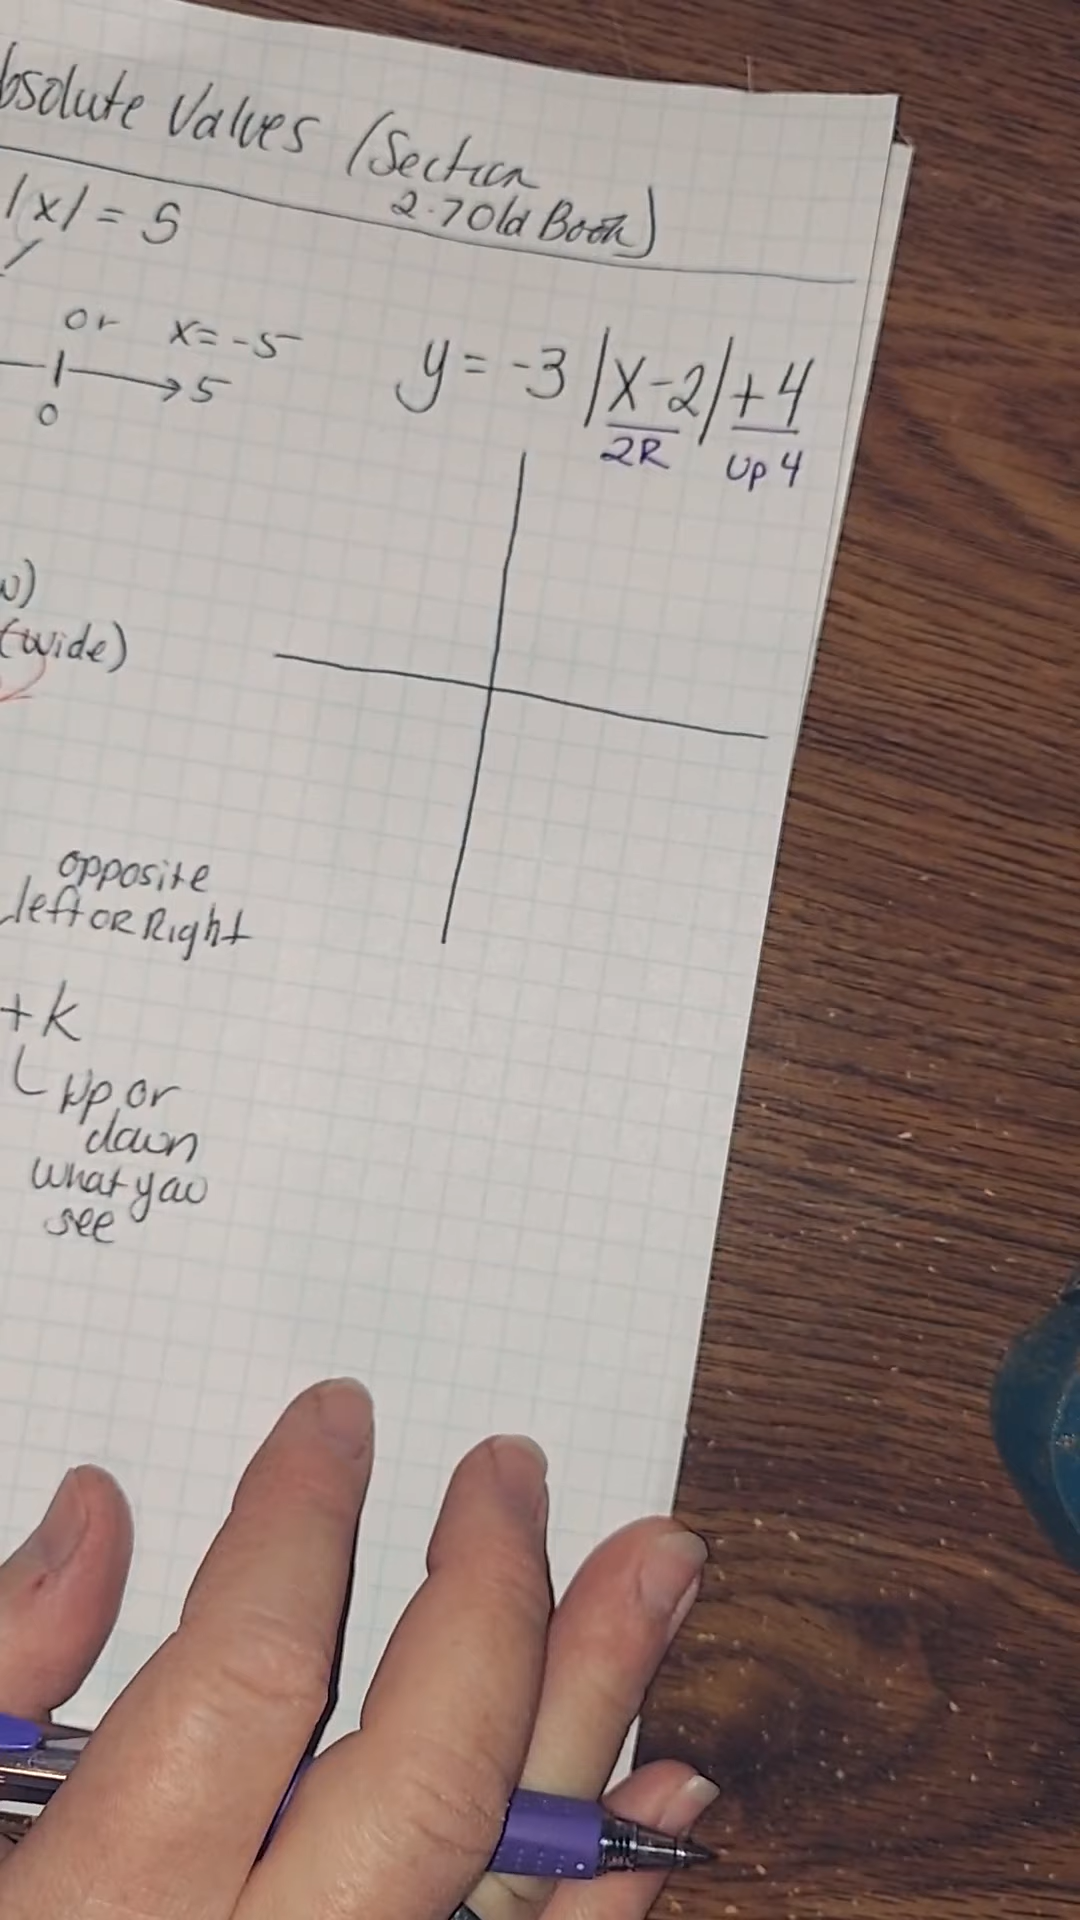 bsolute Values (Section
2.7 Old Book)
|x| = 5
or x = -5
5
0
y = -3 |x-2| + 4
2R
Up 4
(wide)
opposite
left OR Right
+ k
Up or
down
what you
see